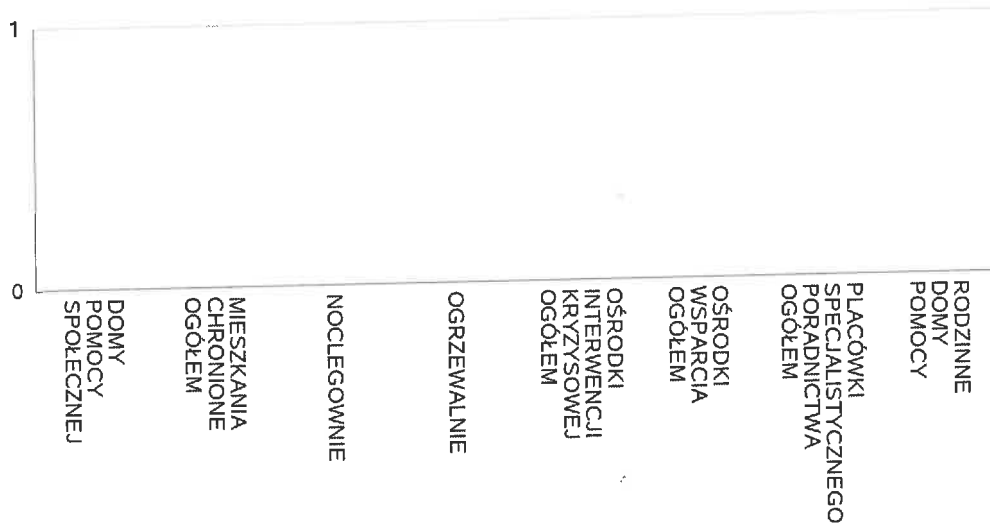 1
0
DOMY
POMOCY
SPOŁECZNEJ
MIESZKANIA
CHRONIONE
OGÓŁEM
NOCLEGOWNIE
OGRZEWALNIE
OŚRODKI
INTERWENCJI
KRYZYSOWEJ
OGÓŁEM
OŚRODKI
WSPARCIA
OGÓŁEM
PLACÓWKI
SPECJALISTYCZNEGO
PORADNICTWA
OGÓŁEM
RODZINNE
DOMY
POMOCY